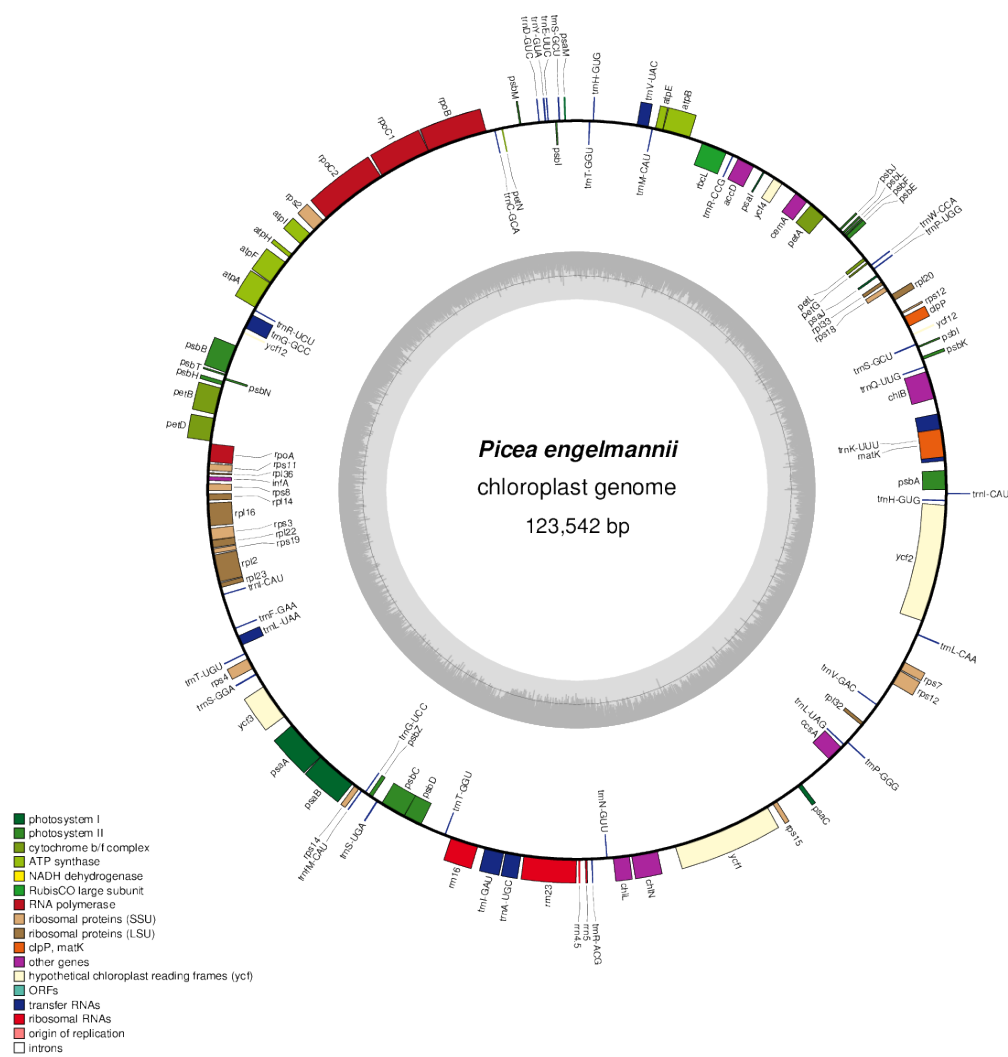 trnD-GUC
trnY-GUA
trnE-UUC
trnS-GCU
psaM
trnH-GUG
trnV-UAC
atpE
atpB
psbM
psbI
trnT-GGU
trnM-CAU
rbcL
trnR-CCG
accD
psaI
ycf4
cemA
petA
psbJ
psbL
psbF
psbE
trnW-CCA
trnP-UGG
petL
petG
psaJ
rpl33
rps18
rpl20
rps12
clpP
ycf12
psbI
psbK
trnS-GCU
trnQ-UUG
chlB
trnK-UUU
matK
psbA
trnI-CAU
trnH-GUG
ycf2
trnL-CAA
rps7
rps12
trnV-GAC
rpl32
trnL-UAG
ccsA
trnP-GGG
psaC
rps15
ycf1
trnN-GUU
chlN
chlL
trnR-ACG
rrn5
rrn4.5
rrn23
trnA-UGC
trnI-GAU
rrn16
trnT-GGU
psbD
psbC
psbZ
trnG-UCC
trnS-UGA
trnfM-CAU
rps14
psaB
psaA
ycf3
trnS-GGA
rps4
trnT-UGU
trnL-UAA
trnF-GAA
trnI-CAU
rpl23
rpl2
rps19
rpl22
rps3
rpl16
rpl14
rps8
infA
rpl36
rps11
rpoA
petD
petB
psbH
psbT
psbN
psbB
ycf12
trnG-GCC
trnR-UCU
atpA
atpF
atpH
atpI
rps2
rpoC2
rpoC1
rpoB
trnC-GCA
petN
Picea engelmannii
chloroplast genome
123,542 bp
photosystem I
photosystem II
cytochrome b/f complex
ATP synthase
NADH dehydrogenase
RubisCO large subunit
RNA polymerase
ribosomal proteins (SSU)
ribosomal proteins (LSU)
clpP, matK
other genes
hypothetical chloroplast reading frames (ycf)
ORFs
transfer RNAs
ribosomal RNAs
origin of replication
introns